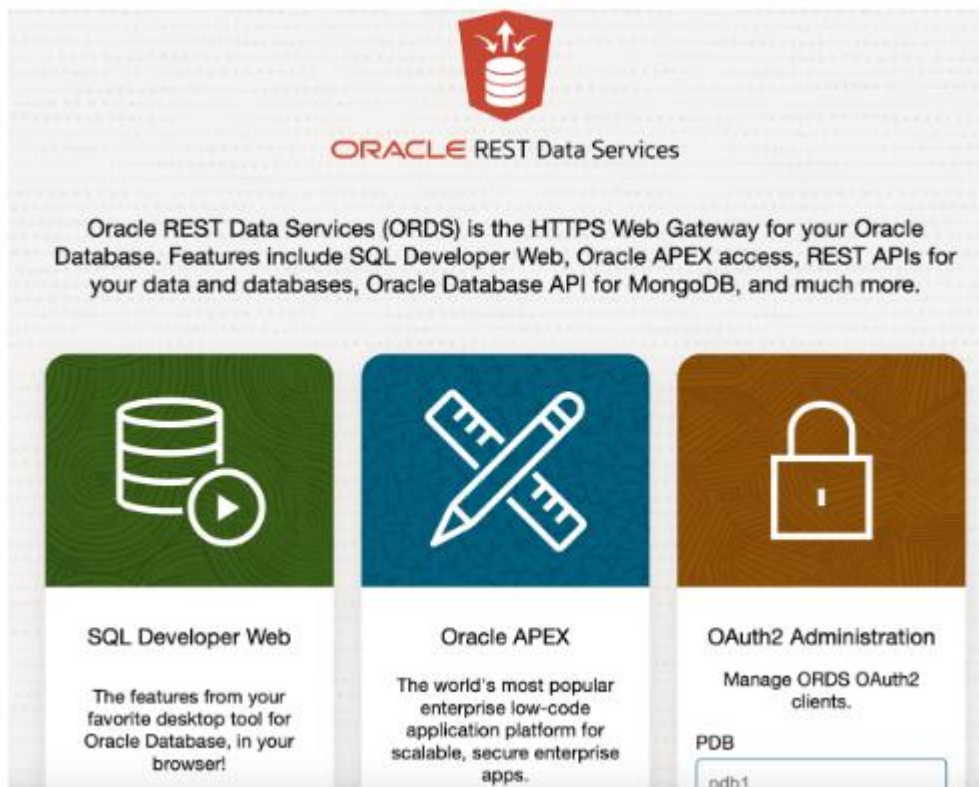 ORACLE REST Data Services
Oracle REST Data Services (ORDS) is the HTTPS Web Gateway for your Oracle
Database. Features include SQL Developer Web, Oracle APEX access, REST APIs for
your data and databases, Oracle Database API for MongoDB, and much more.
SQL Developer Web
The features from your
favorite desktop tool for
Oracle Database, in your
browser!
Oracle APEX
The world's most popular
enterprise low-code
application platform for
scalable, secure enterprise
apps.
OAuth2 Administration
Manage ORDS OAuth2
clients.
PDB
pdb1